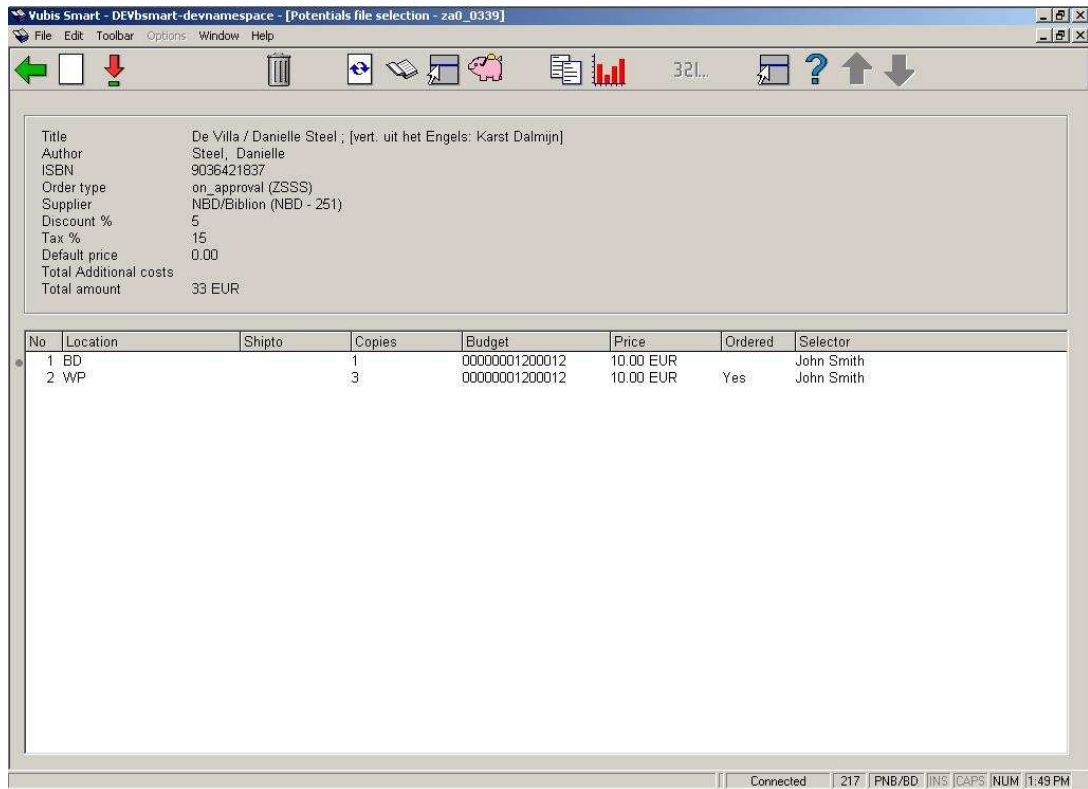 Vubis Smart - DEVbsmart-devnamespace - [Potentials file selection - za0_0339]
File Edit Toolbar Options Window Help
321...
Title De Villa / Danielle Steel ; [vert. uit het Engels: Karst Dalmijn]
Author Steel, Danielle
ISBN 9036421837
Order type on_approval (ZSSS)
Supplier NBD/Biblion (NBD - 251)
Discount % 5
Tax % 15
Default price 0.00
Total Additional costs
Total amount 33 EUR
No Location Shipto Copies Budget Price Ordered Selector
1 BD 1 00000001200012 10.00 EUR John Smith
2 WP 3 00000001200012 10.00 EUR Yes John Smith
Connected 217 PNB/BD INS CAPS NUM 1:49 PM